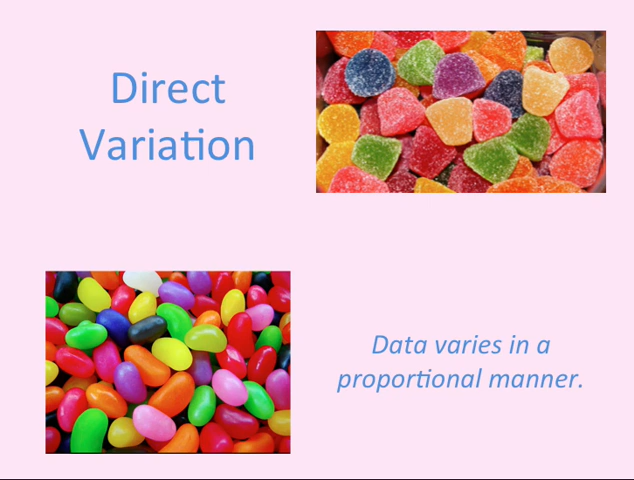 Direct
Variation
Data varies in a
proportional manner.